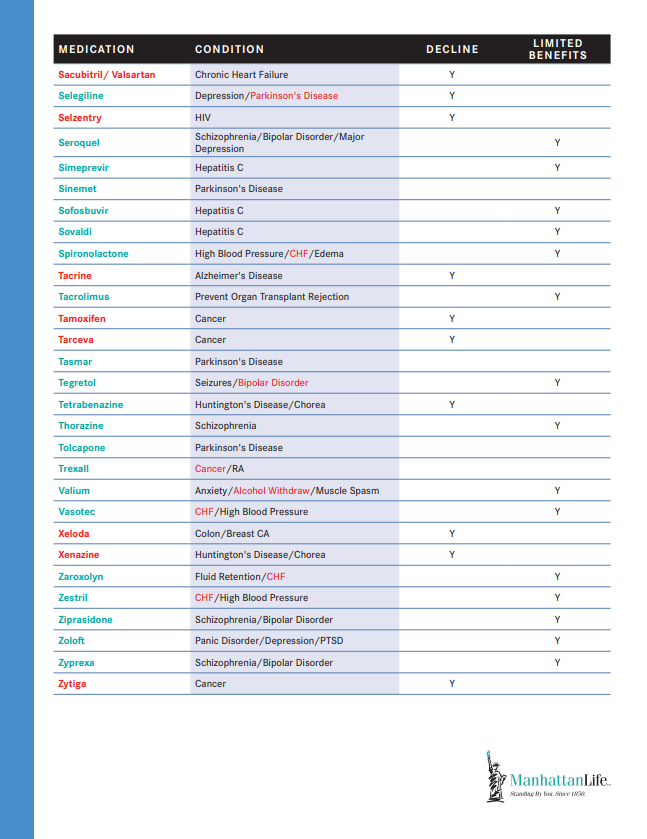 MEDICATION CONDITION DECLINE LIMITED BENEFITS
Sacubitril/ Valsartan Chronic Heart Failure Y
Selegiline Depression/Parkinson's Disease Y
Selzentry HIV Y
Seroquel Schizophrenia/Bipolar Disorder/Major Depression Y
Simeprevir Hepatitis C Y
Sinemet Parkinson's Disease
Sofosbuvir Hepatitis C Y
Sovaldi Hepatitis C Y
Spironolactone High Blood Pressure/CHF/Edema Y
Tacrine Alzheimer's Disease Y
Tacrolimus Prevent Organ Transplant Rejection Y
Tamoxifen Cancer Y
Tarceva Cancer Y
Tasmar Parkinson's Disease
Tegretol Seizures/Bipolar Disorder Y
Tetrabenazine Huntington's Disease/Chorea Y
Thorazine Schizophrenia Y
Tolcapone Parkinson's Disease
Trexall Cancer/RA
Valium Anxiety/Alcohol Withdraw/Muscle Spasm Y
Vasotec CHF/High Blood Pressure Y
Xeloda Colon/Breast CA Y
Xenazine Huntington's Disease/Chorea Y
Zaroxolyn Fluid Retention/CHF Y
Zestril CHF/High Blood Pressure Y
Ziprasidone Schizophrenia/Bipolar Disorder Y
Zoloft Panic Disorder/Depression/PTSD Y
Zyprexa Schizophrenia/Bipolar Disorder Y
Zytiga Cancer Y
ManhattanLife
Standing By You. Since 1850.